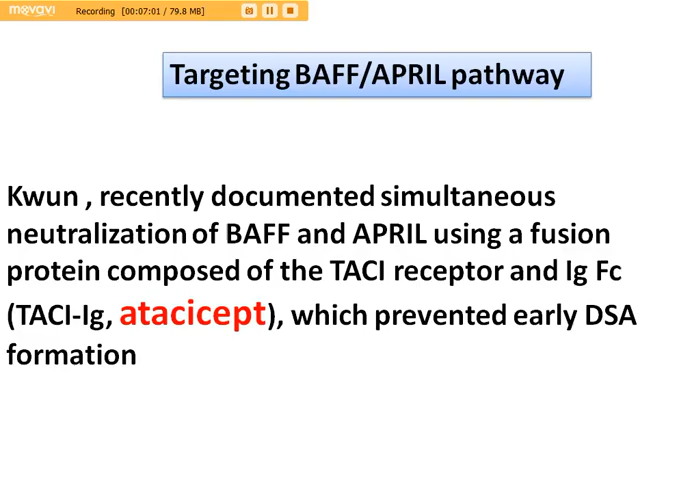 movavi Recording [00:07:01 / 79.8 MB]
Targeting BAFF/APRIL pathway
Kwun , recently documented simultaneous
neutralization of BAFF and APRIL using a fusion
protein composed of the TACI receptor and Ig Fc
(TACI-Ig, atacicept), which prevented early DSA
formation